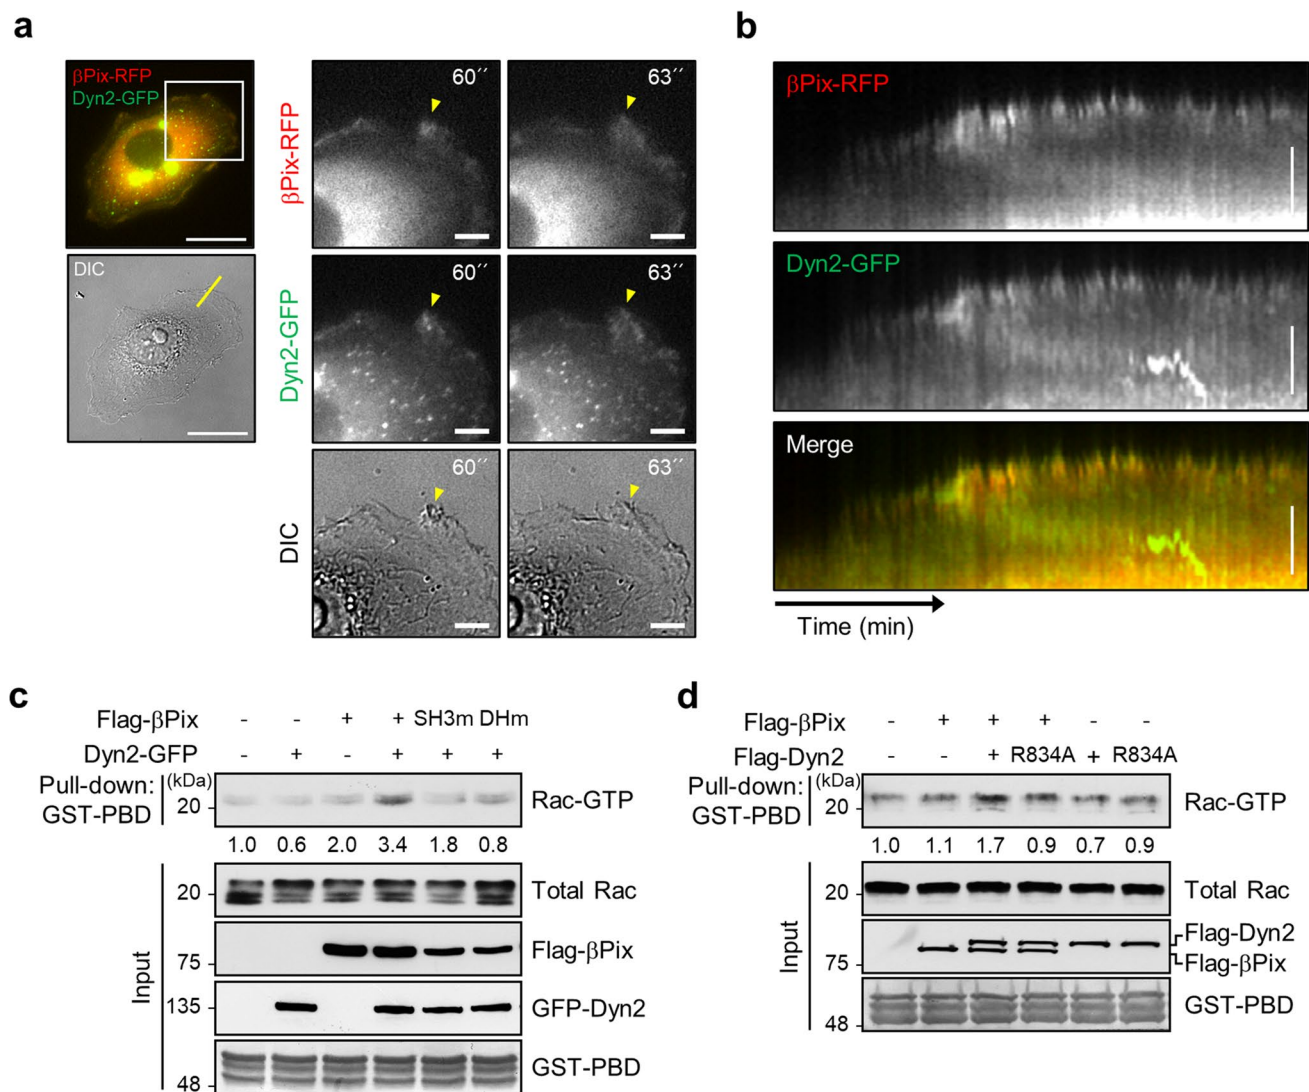 a
βPix-RFP
Dyn2-GFP
DIC
βPix-RFP
60´´
63´´
Dyn2-GFP
60´´
63´´
DIC
60´´
63´´
b
βPix-RFP
Dyn2-GFP
Merge
Time (min)
c
Flag-βPix - - + + SH3m DHm
Dyn2-GFP - + - + + +
Pull-down: GST-PBD
(kDa)
20
Rac-GTP
1.0 0.6 2.0 3.4 1.8 0.8
Input
20 Total Rac
75 Flag-βPix
135 GFP-Dyn2
48 GST-PBD
d
Flag-βPix - + + + - -
Flag-Dyn2 - - + R834A + R834A
Pull-down: GST-PBD
(kDa)
20
Rac-GTP
1.0 1.1 1.7 0.9 0.7 0.9
Input
20 Total Rac
75 Flag-Dyn2
Flag-βPix
48 GST-PBD